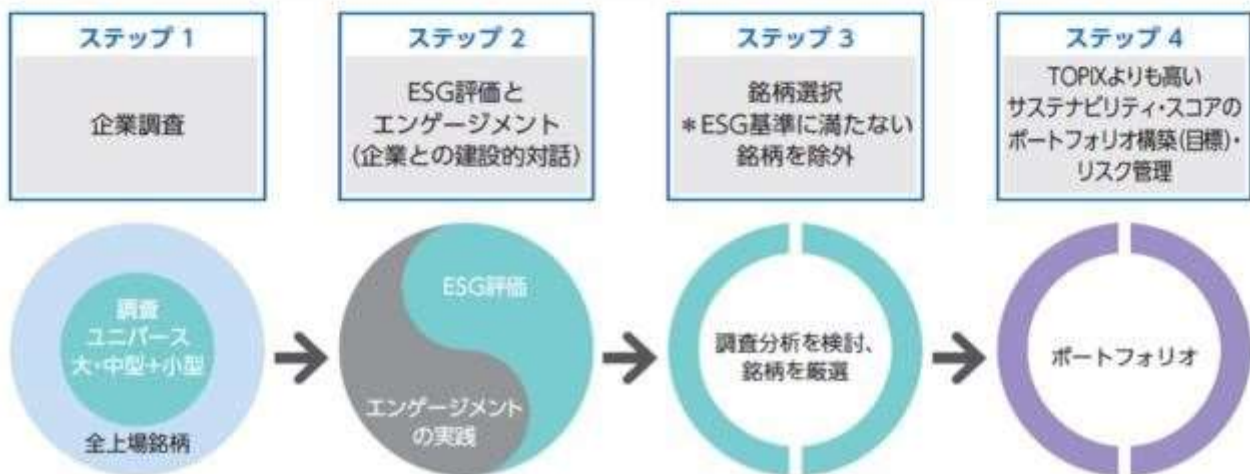 ステップ 1
企業調査
ステップ 2
ESG評価と
エンゲージメント
(企業との建設的対話)
ステップ 3
銘柄選択
＊ESG基準に満たない
銘柄を除外
ステップ 4
TOPIXよりも高い
サステナビリティ・スコアの
ポートフォリオ構築(目標)・
リスク管理
調査
ユニバース
大・中型+小型
全上場銘柄
ESG評価
エンゲージメント
の実践
調査分析を検討、
銘柄を厳選
ポートフォリオ